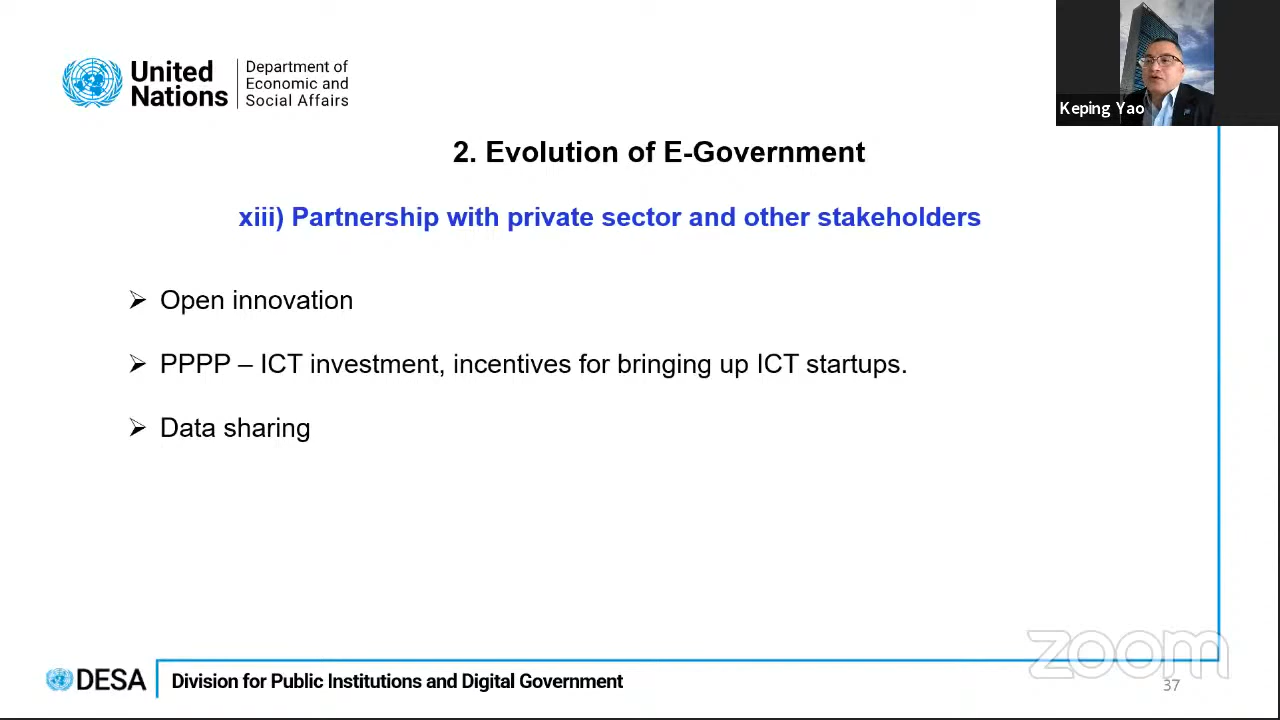 United
Nations
Department of
Economic and
Social Affairs
Keping Yao
2. Evolution of E-Government
xiii) Partnership with private sector and other stakeholders
➢ Open innovation
➢ PPPP – ICT investment, incentives for bringing up ICT startups.
➢ Data sharing
zoom
DESA
Division for Public Institutions and Digital Government
37